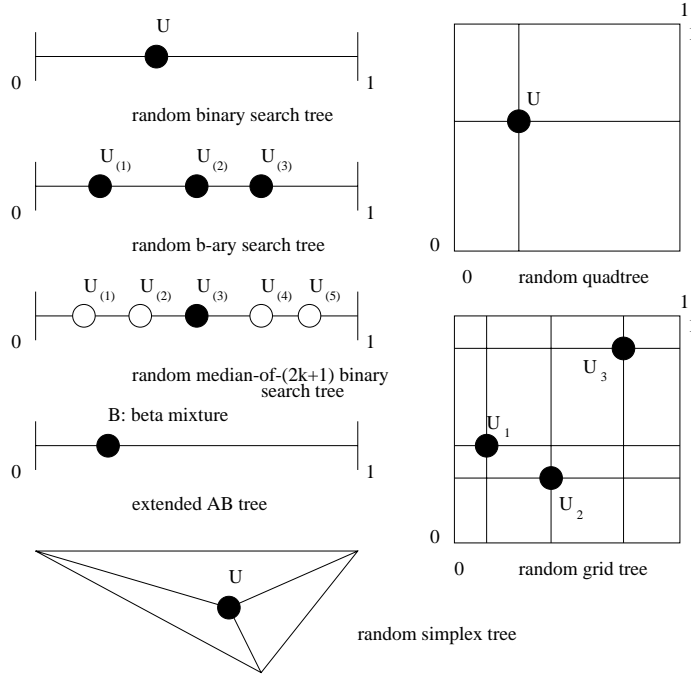 U
0
1
random binary search tree
U(1) U(2) U(3)
0
1
random b-ary search tree
U(1) U(2) U(3) U(4) U(5)
0
1
random median-of-(2k+1) binary
search tree
B: beta mixture
0
1
extended AB tree
U
random simplex tree
1
1
U
0
0
random quadtree
1
1
U3
U1
U2
0
0
random grid tree